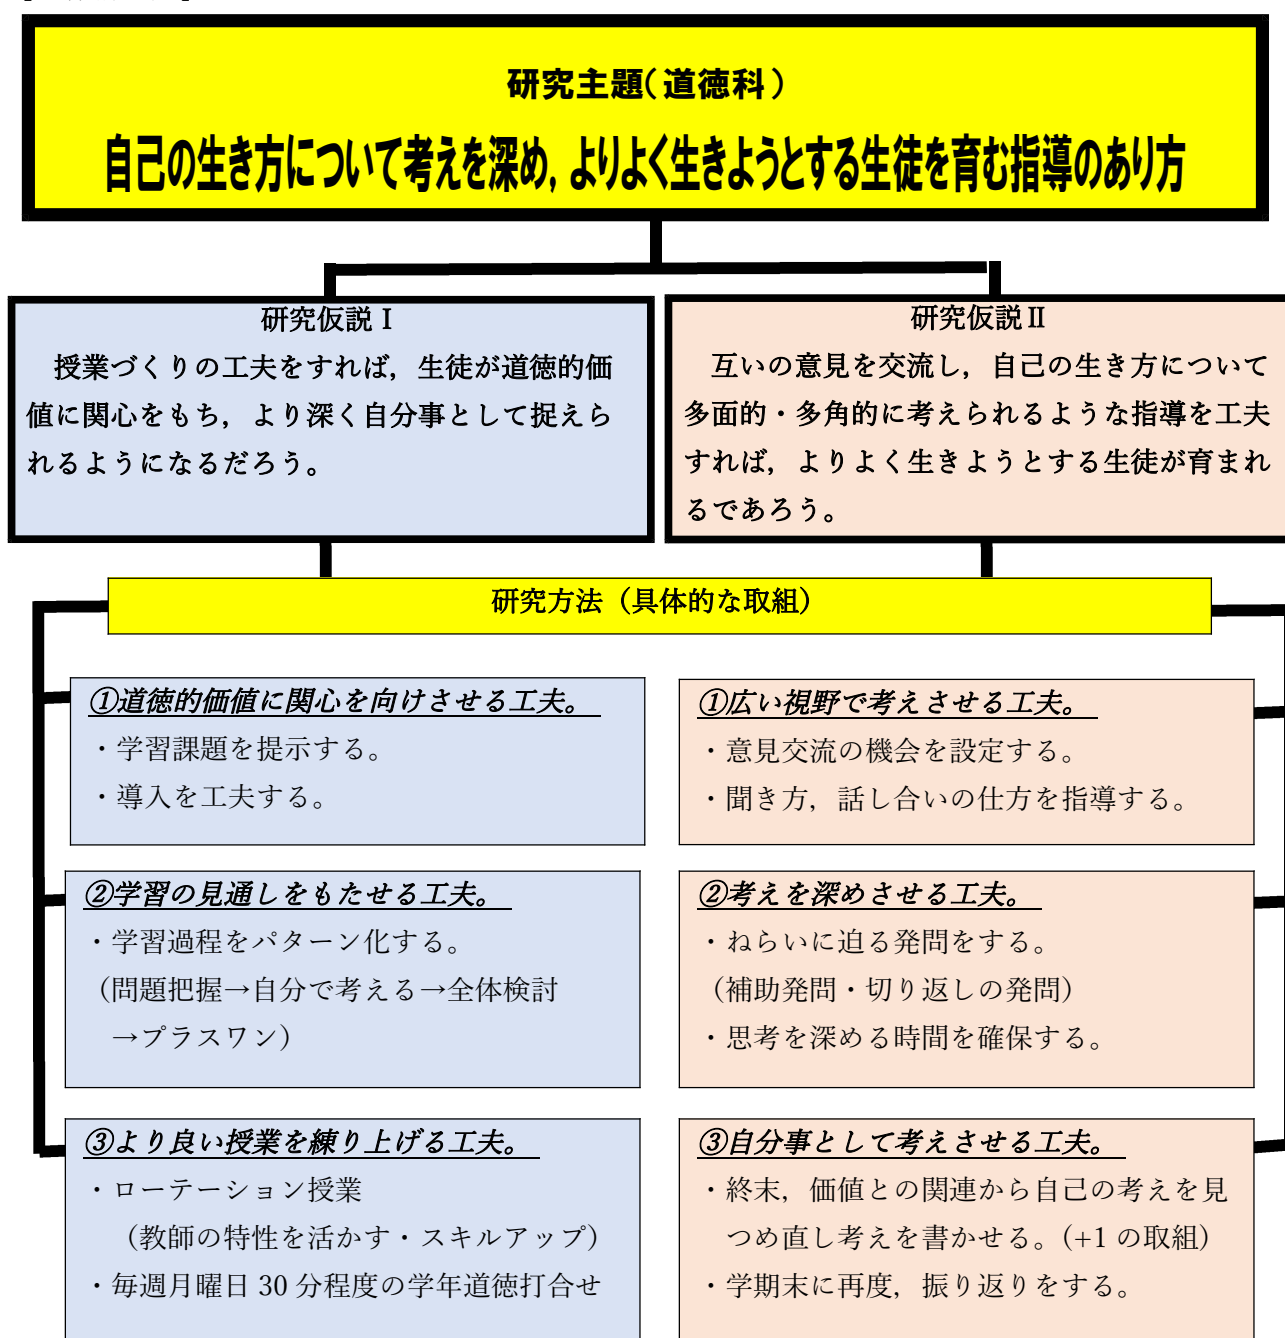 研究主題(道徳科)
自己の生き方について考えを深め,よりよく生きようとする生徒を育む指導のあり方
研究仮説Ⅰ
授業づくりの工夫をすれば，生徒が道徳的価
値に関心をもち，より深く自分事として捉えら
れるようになるだろう。
研究仮説Ⅱ
互いの意見を交流し，自己の生き方について
多面的・多角的に考えられるような指導を工夫
すれば，よりよく生きようとする生徒が育まれ
るであろう。
研究方法（具体的な取組）
①道徳的価値に関心を向けさせる工夫。
・学習課題を提示する。
・導入を工夫する。
②学習の見通しをもたせる工夫。
・学習過程をパターン化する。
（問題把握→自分で考える→全体検討
→プラスワン）
③より良い授業を練り上げる工夫。
・ローテーション授業
（教師の特性を活かす・スキルアップ）
・毎週月曜日 30 分程度の学年道徳打合せ
①広い視野で考えさせる工夫。
・意見交流の機会を設定する。
・聞き方，話し合いの仕方を指導する。
②考えを深めさせる工夫。
・ねらいに迫る発問をする。
（補助発問・切り返しの発問）
・思考を深める時間を確保する。
③自分事として考えさせる工夫。
・終末，価値との関連から自己の考えを見
つめ直し考えを書かせる。（+1 の取組）
・学期末に再度，振り返りをする。